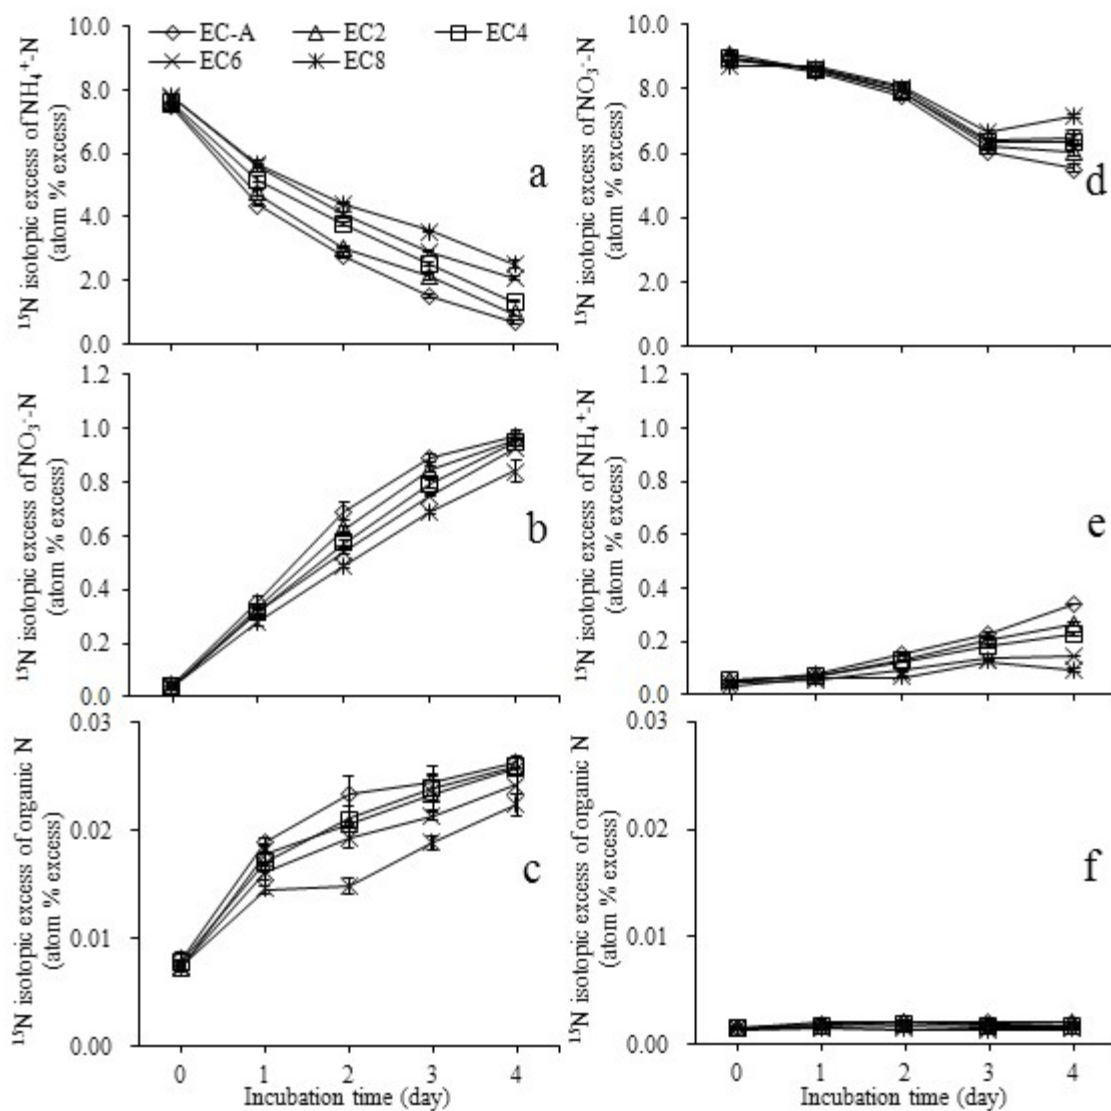 EC-A EC2 EC4
EC6 EC8
¹⁵N isotopic excess of NH₄⁺-N
(atom % excess)
10.0
8.0
6.0
4.0
2.0
0.0
a
¹⁵N isotopic excess of NO₃⁻-N
(atom % excess)
10.0
8.0
6.0
4.0
2.0
0.0
d
¹⁵N isotopic excess of NO₃⁻-N
(atom % excess)
1.2
1.0
0.8
0.6
0.4
0.2
0.0
b
¹⁵N isotopic excess of NH₄⁺-N
(atom % excess)
1.2
1.0
0.8
0.6
0.4
0.2
0.0
e
¹⁵N isotopic excess of organic N
(atom % excess)
0.03
0.02
0.01
0.00
c
0 1 2 3 4
Incubation time (day)
¹⁵N isotopic excess of organic N
(atom % excess)
0.03
0.02
0.01
0.00
f
0 1 2 3 4
Incubation time (day)